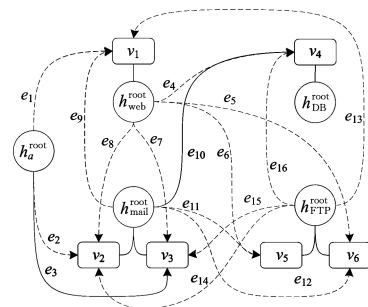 v₁
v₄
e₄
e₁
h_web^root
e₅
h_DB^root
e₁₃
e₉
e₈
e₇
e₆
h_a^root
e₁₀
e₁₆
h_mail^root
e₁₁
e₁₅
h_FTP^root
e₂
v₂
v₃
v₅
v₆
e₃
e₁₄
e₁₂